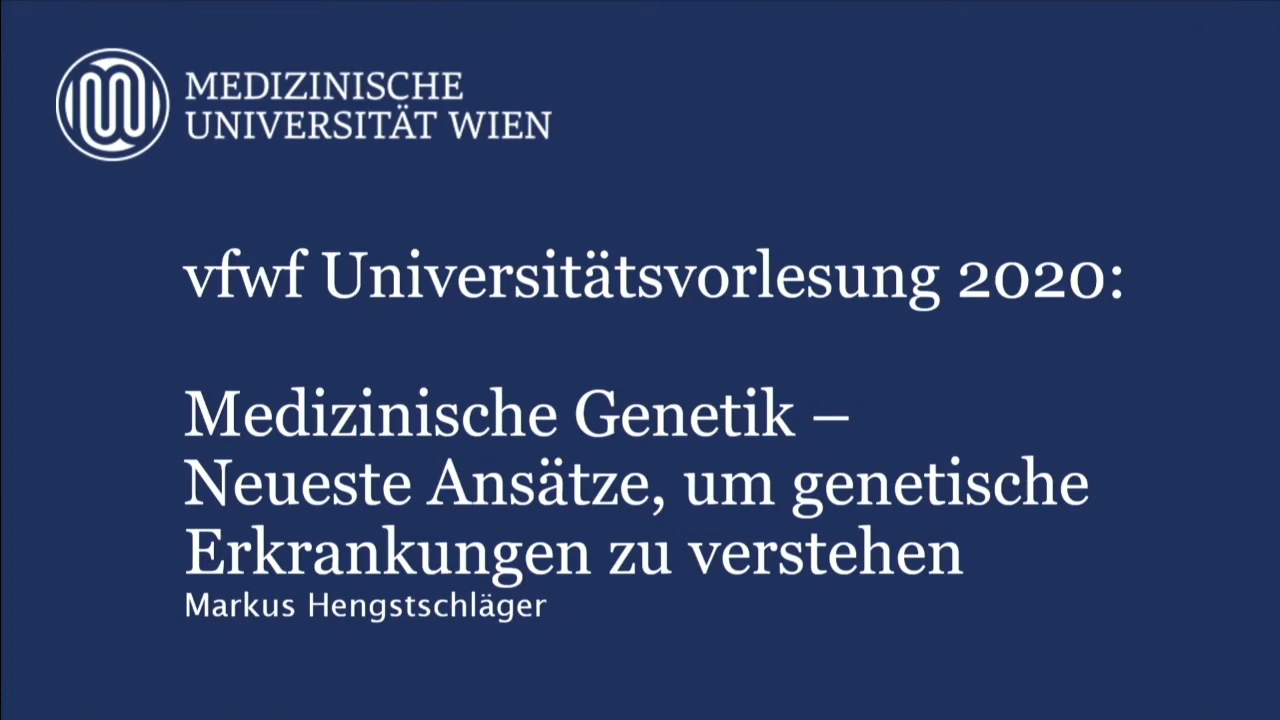 MEDIZINISCHE
UNIVERSITÄT WIEN
vfwf Universitätsvorlesung 2020:
Medizinische Genetik –
Neueste Ansätze, um genetische
Erkrankungen zu verstehen
Markus Hengstschläger